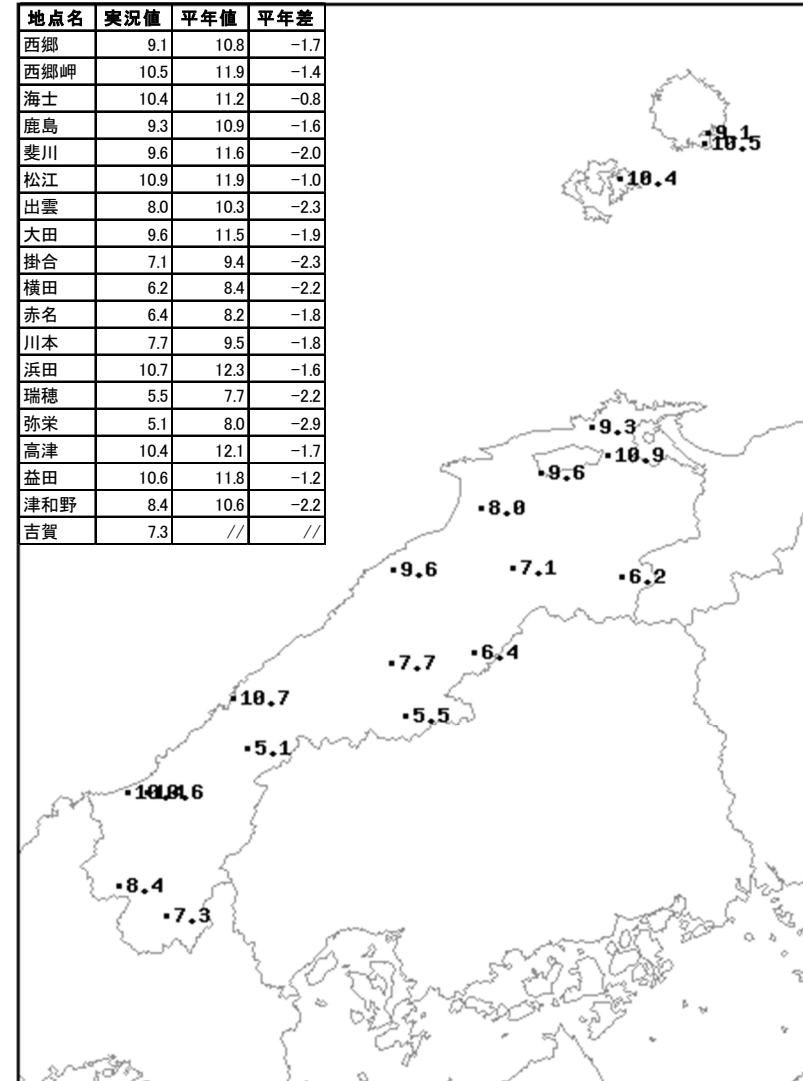 地点名 実況値 平年値 平年差
西郷 9.1 10.8 −1.7
西郷岬 10.5 11.9 −1.4
海士 10.4 11.2 −0.8
鹿島 9.3 10.9 −1.6
斐川 9.6 11.6 −2.0
松江 10.9 11.9 −1.0
出雲 8.0 10.3 −2.3
大田 9.6 11.5 −1.9
掛合 7.1 9.4 −2.3
横田 6.2 8.4 −2.2
赤名 6.4 8.2 −1.8
川本 7.7 9.5 −1.8
浜田 10.7 12.3 −1.6
瑞穂 5.5 7.7 −2.2
弥栄 5.1 8.0 −2.9
高津 10.4 12.1 −1.7
益田 10.6 11.8 −1.2
津和野 8.4 10.6 −2.2
吉賀 7.3 // //
9.1
10.5
10.4
9.3
10.9
9.6
8.0
9.6
7.1
6.2
6.4
7.7
10.7
5.5
5.1
8.4
7.3